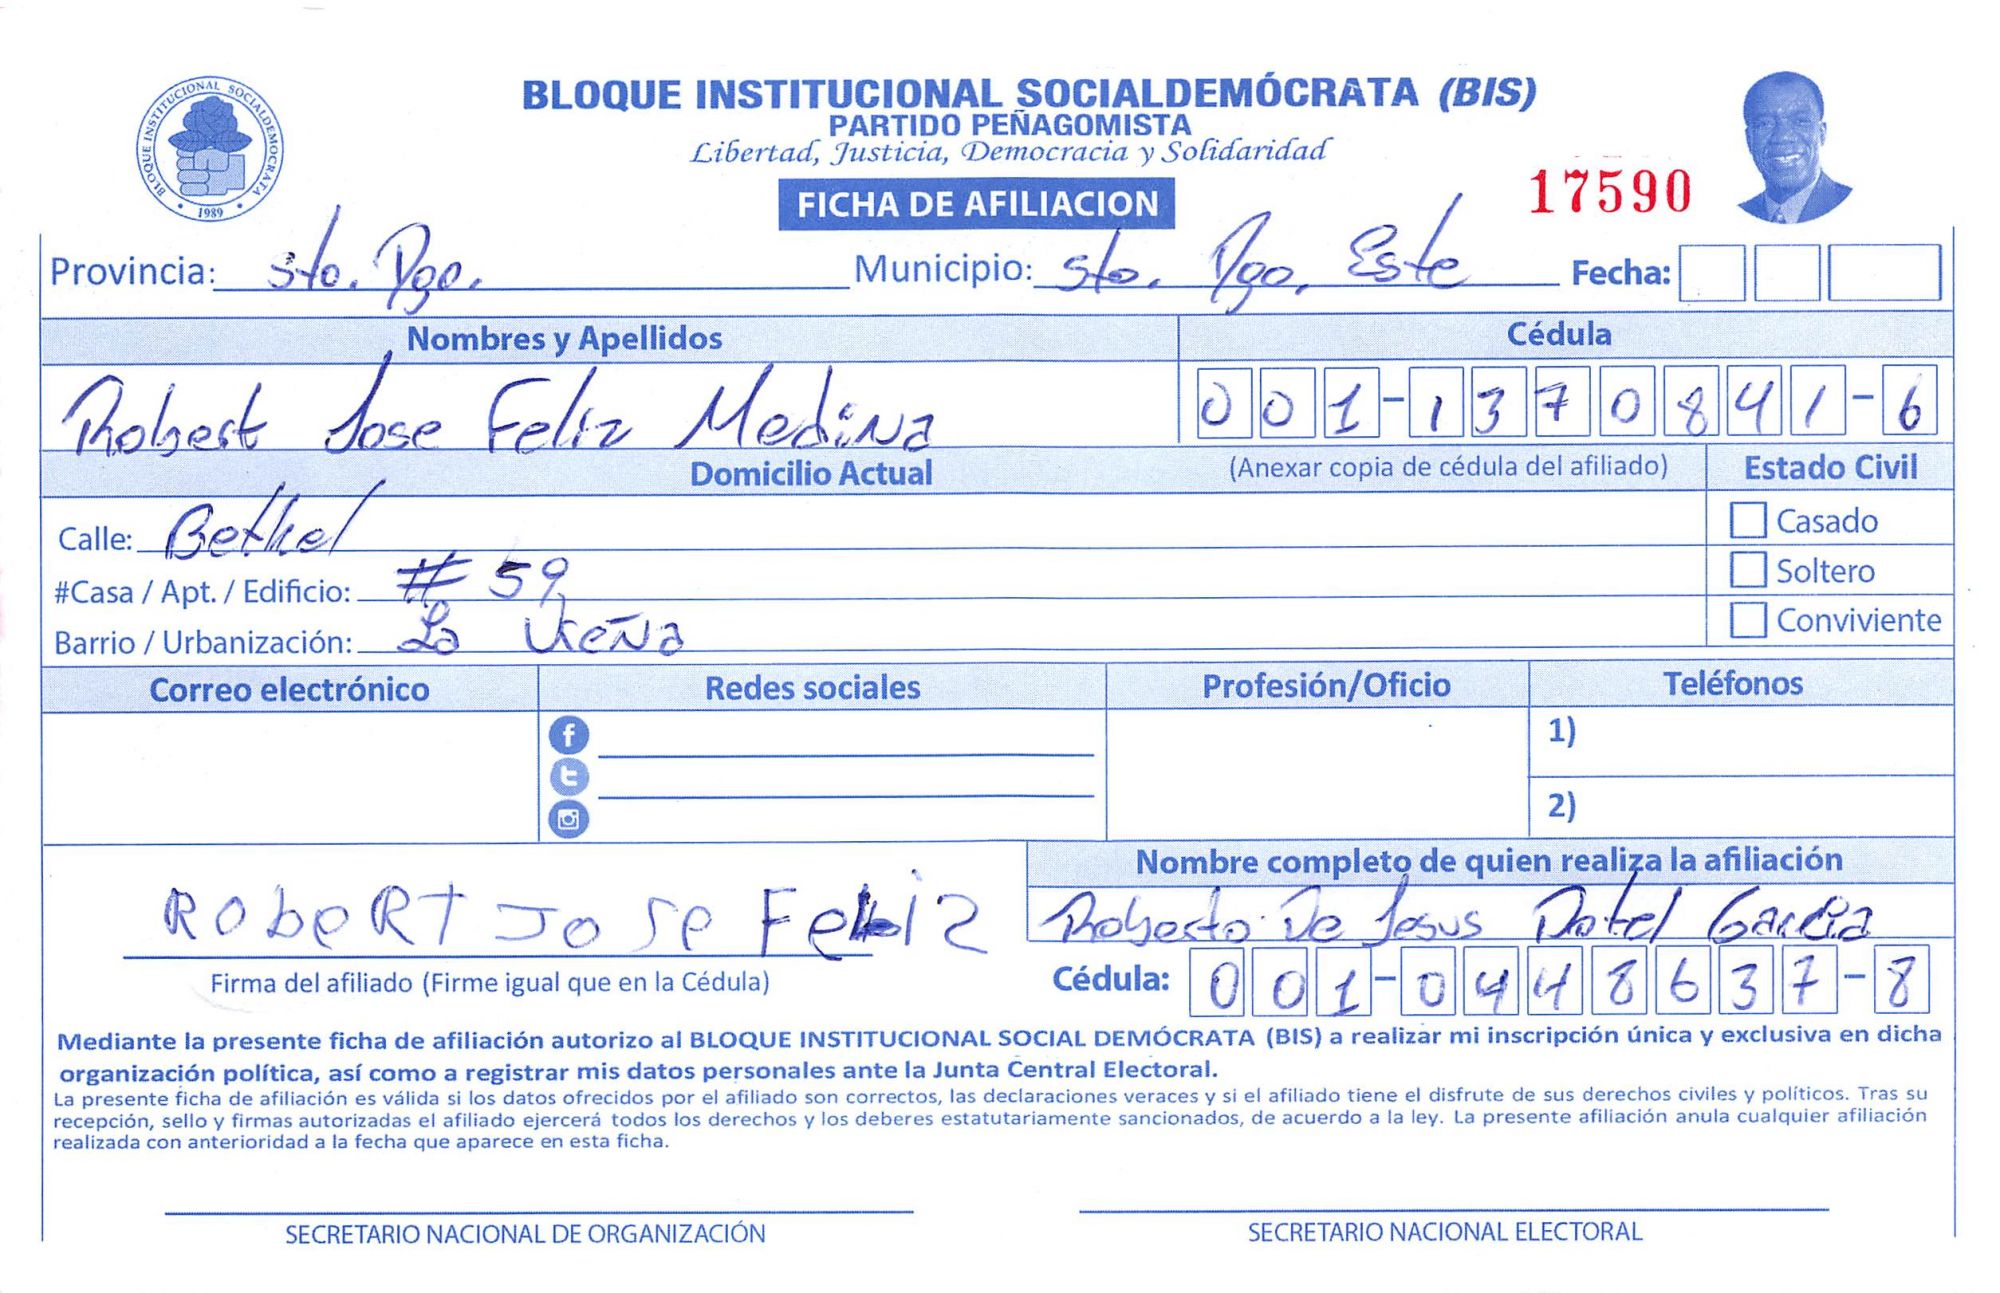 BLOQUE INSTITUCIONAL SOCIALDEMOCRATA
1989
BLOQUE INSTITUCIONAL SOCIALDEMÓCRATA (BIS)
PARTIDO PEÑAGOMISTA
Libertad, Justicia, Democracia y Solidaridad
FICHA DE AFILIACION
17590
Provincia: Sto. Dgo. Municipio: Sto. Dgo. Este Fecha:
Nombres y Apellidos Cédula
Robert Jose Feliz Medina 001-1370841-6
Domicilio Actual (Anexar copia de cédula del afiliado) Estado Civil
Calle: Bethel Casado
#Casa / Apt. / Edificio: # 59 Soltero
Barrio / Urbanización: La Ureña Conviviente
Correo electrónico Redes sociales Profesión/Oficio Teléfonos
1)
2)
Nombre completo de quien realiza la afiliación
Robert Jose Feliz Roberto De Jesus Dotel Garcia
Firma del afiliado (Firme igual que en la Cédula) Cédula: 001-0448637-8
Mediante la presente ficha de afiliación autorizo al BLOQUE INSTITUCIONAL SOCIAL DEMÓCRATA (BIS) a realizar mi inscripción única y exclusiva en dicha
organización política, así como a registrar mis datos personales ante la Junta Central Electoral.
La presente ficha de afiliación es válida si los datos ofrecidos por el afiliado son correctos, las declaraciones veraces y si el afiliado tiene el disfrute de sus derechos civiles y políticos. Tras su
recepción, sello y firmas autorizadas el afiliado ejercerá todos los derechos y los deberes estatutariamente sancionados, de acuerdo a la ley. La presente afiliación anula cualquier afiliación
realizada con anterioridad a la fecha que aparece en esta ficha.
SECRETARIO NACIONAL DE ORGANIZACIÓN SECRETARIO NACIONAL ELECTORAL